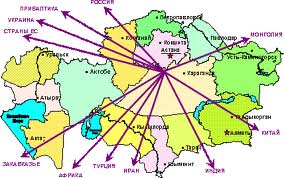 РОССИЯ
ПРИБАЛТИКА
УКРАИНА
СТРАНЫ ЕС
МОНГОЛИЯ
Петропавловск
Костанай
Кокшетау
Астана
Павлодар
Уральск
Актобе
Караганда
Усть-Каменогорск
Атырау
Актау
Кызылорда
Талдыкорган
Алматы
Тараз
Шымкент
КИТАЙ
ЗАКАВКАЗЬЕ
АФРИКА
ТУРЦИЯ
ИРАН
ИНДИЯ